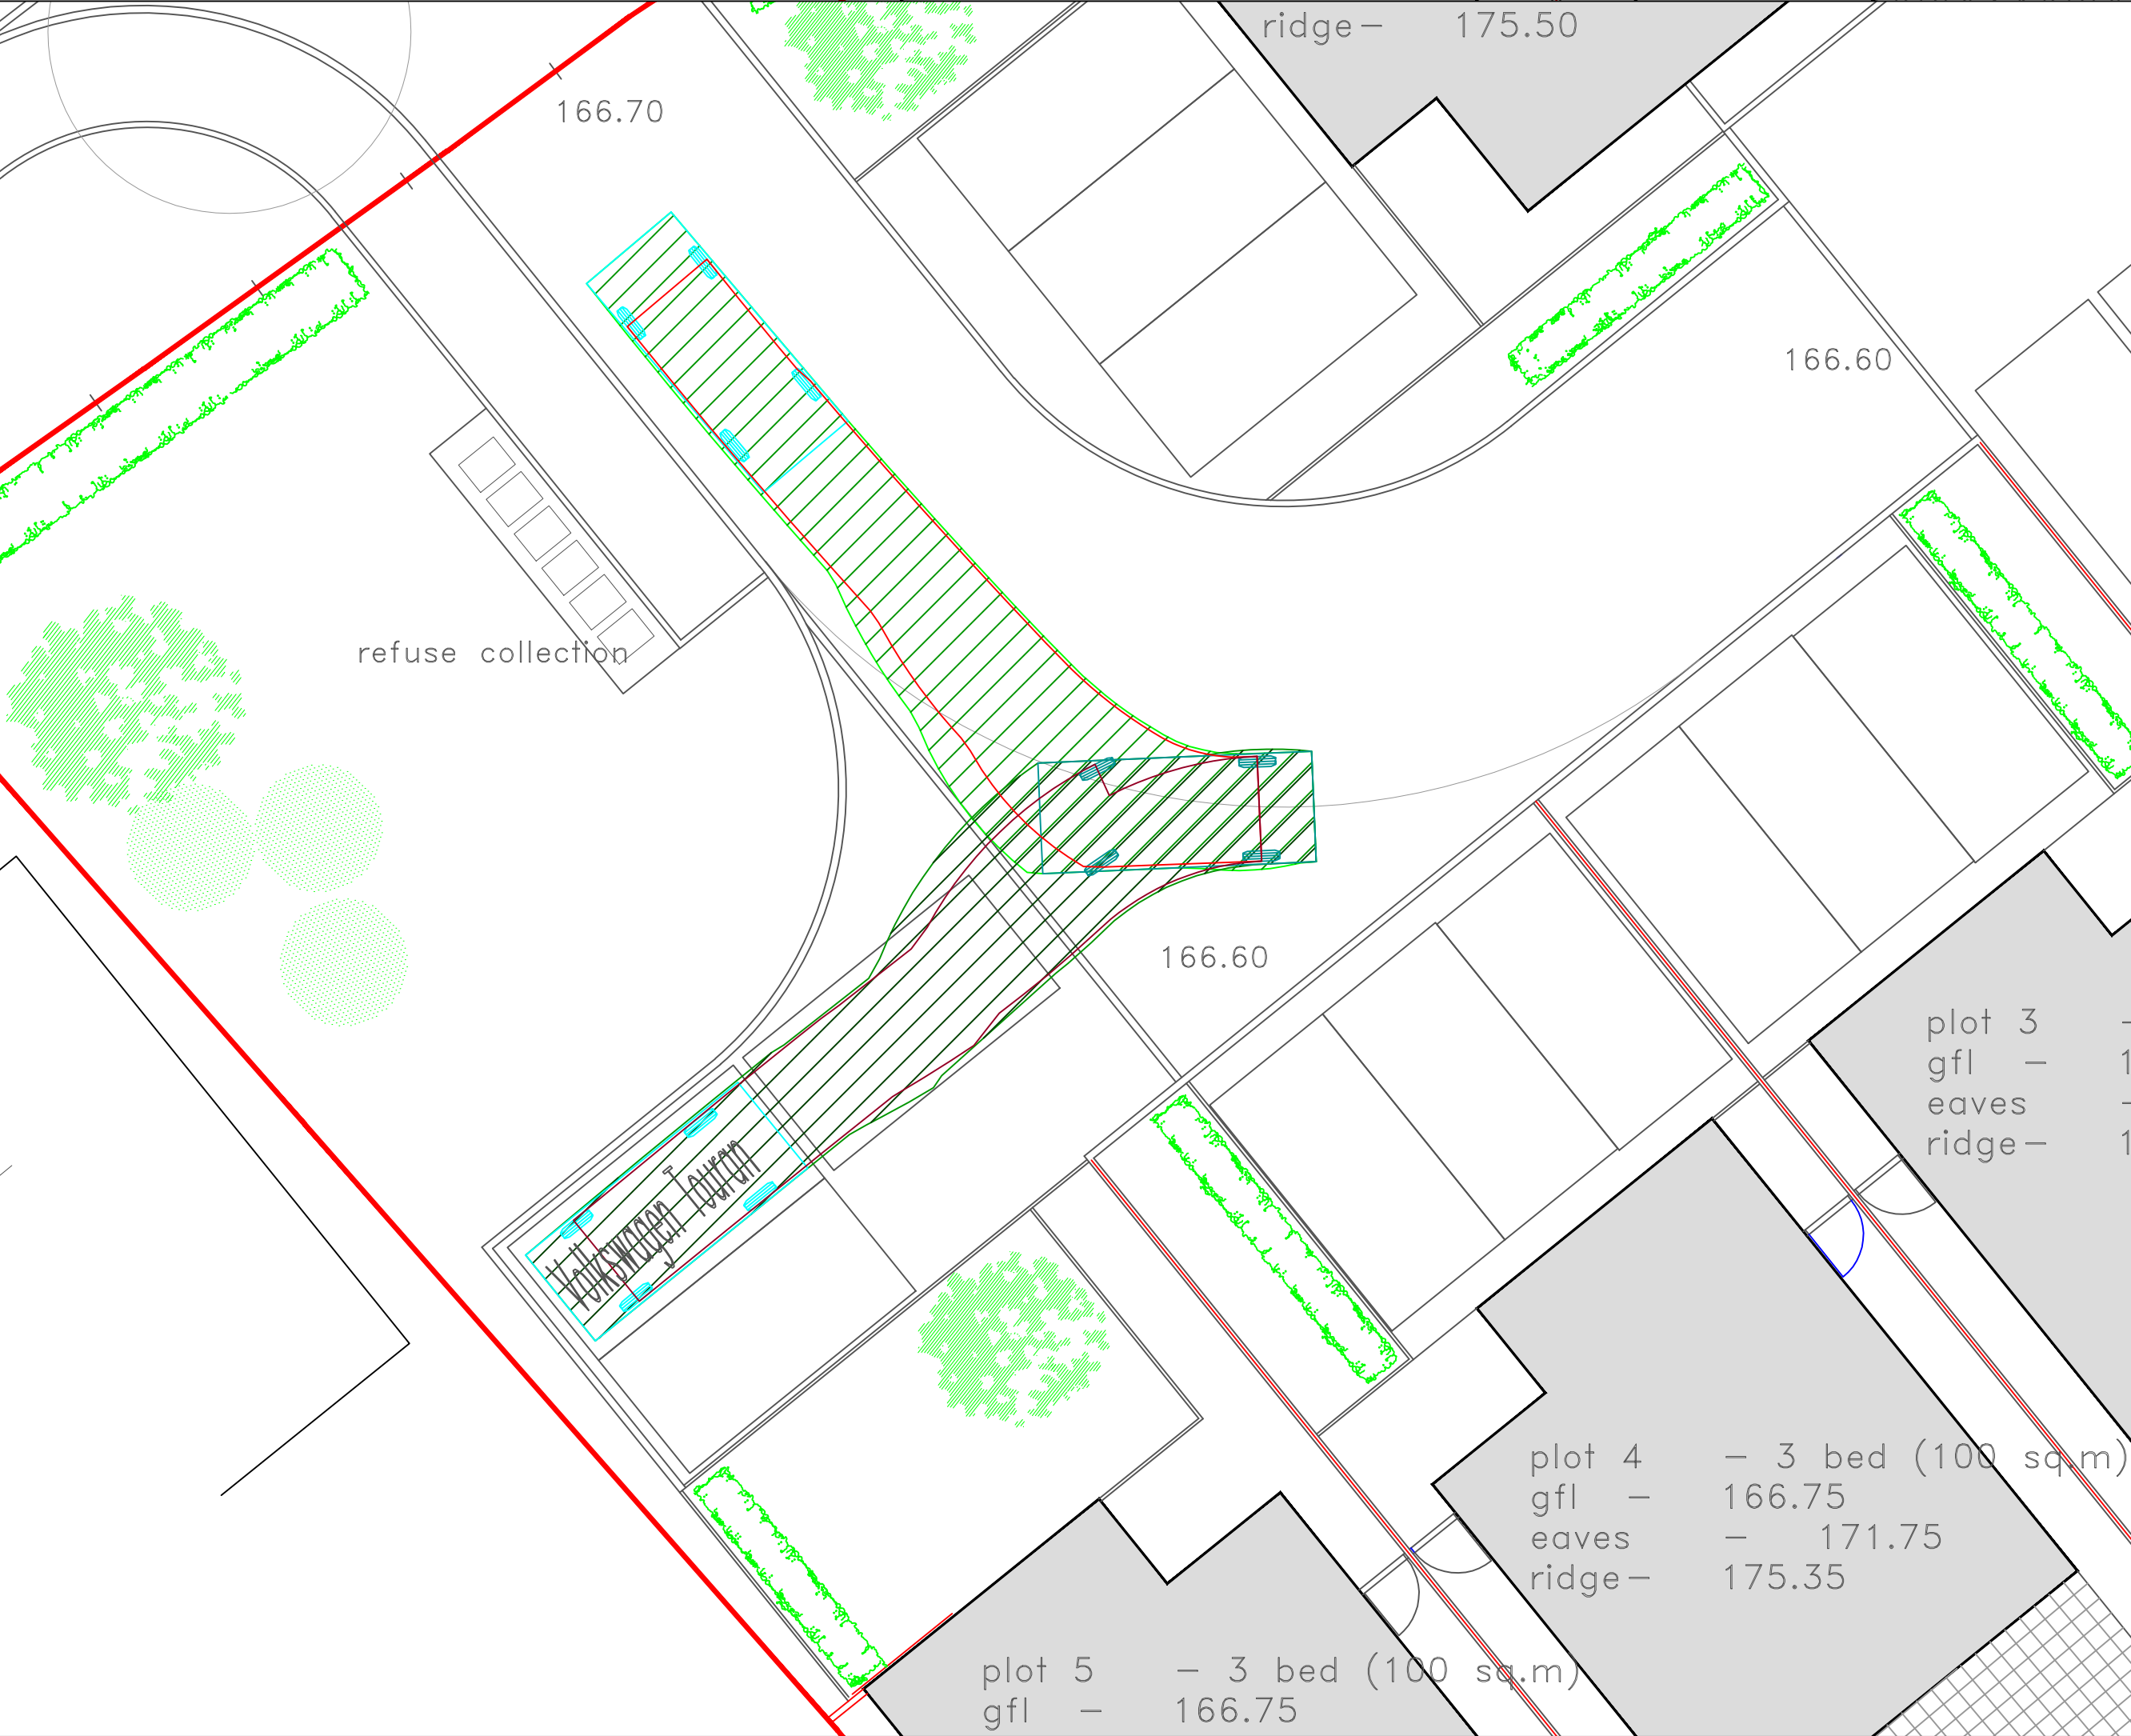 ridge- 175.50
166.70
166.60
refuse collection
166.60
plot 3 -
gfl - 1
eaves -
ridge- 1
Volkswagen Touran
plot 4 - 3 bed (100 sq.m)
gfl - 166.75
eaves - 171.75
ridge- 175.35
plot 5 - 3 bed (100 sq.m)
gfl - 166.75